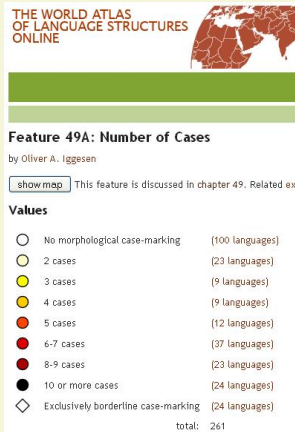 THE WORLD ATLAS
OF LANGUAGE STRUCTURES
ONLINE
Feature 49A: Number of Cases
by Oliver A. Iggesen
show map This feature is discussed in chapter 49. Related
Values
No morphological case-marking (100 languages)
2 cases (23 languages)
3 cases (9 languages)
4 cases (9 languages)
5 cases (12 languages)
6-7 cases (37 languages)
8-9 cases (23 languages)
10 or more cases (24 languages)
Exclusively borderline case-marking (24 languages)
total: 261